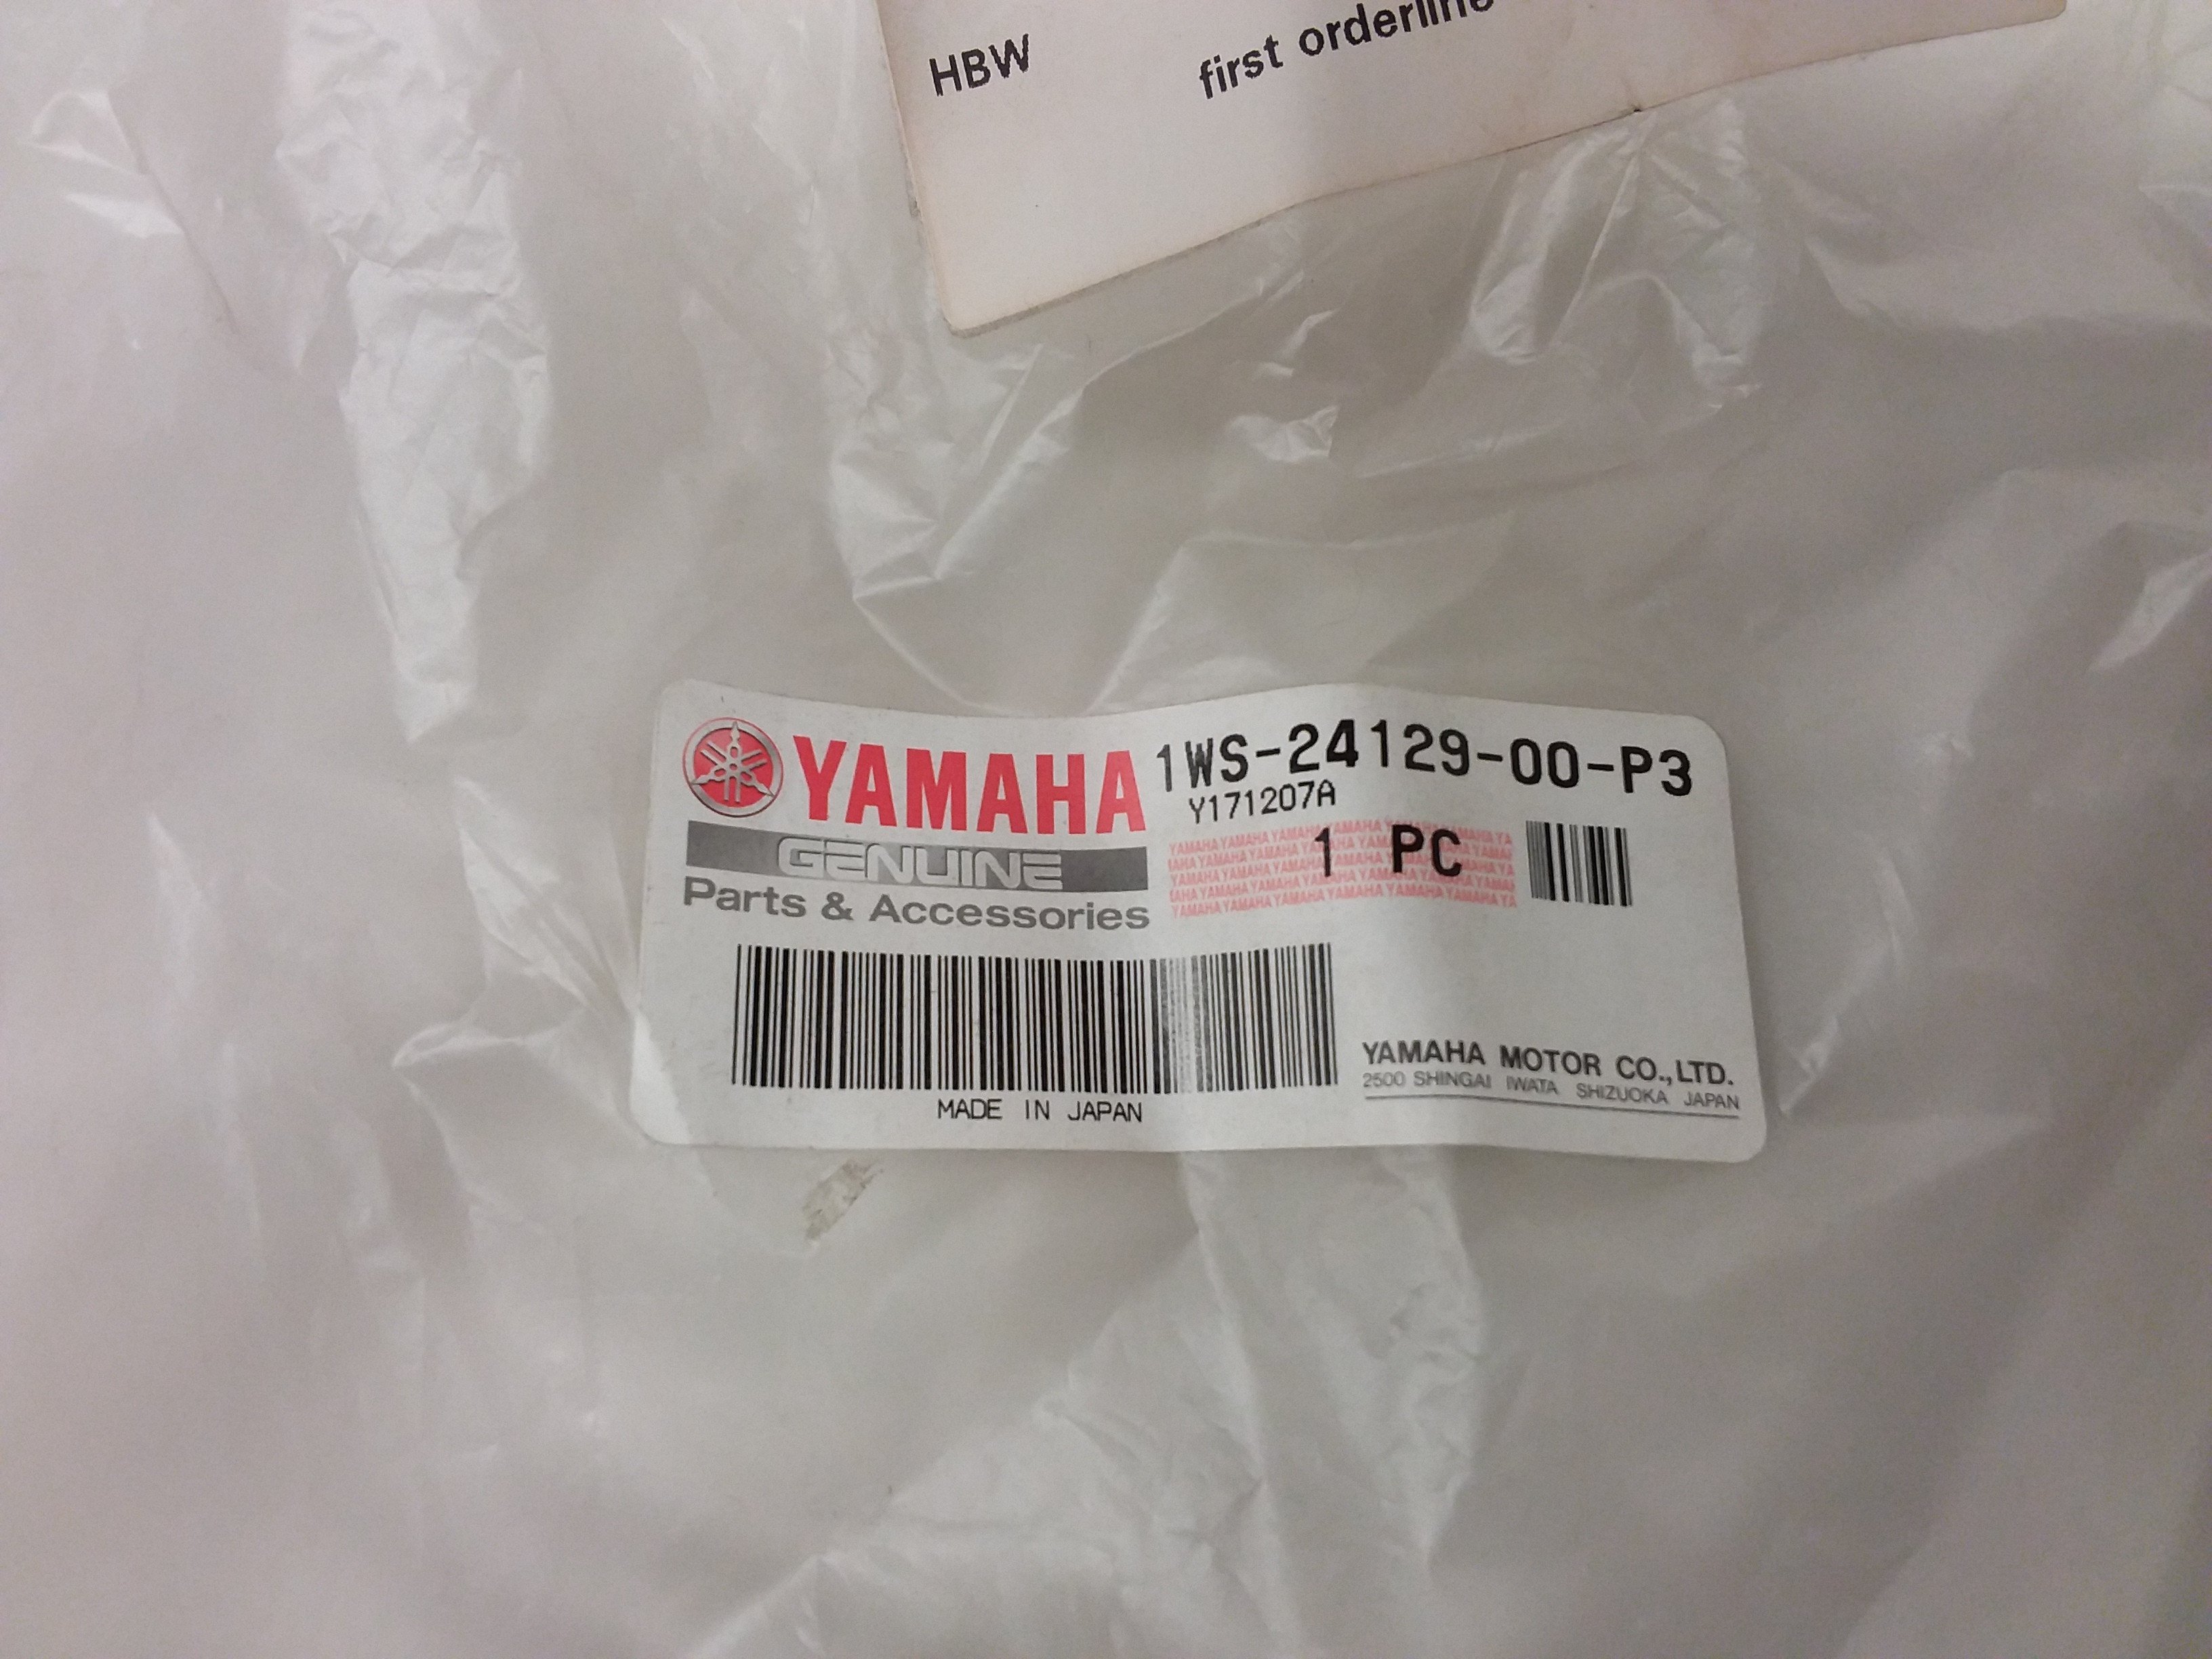 HBW first orderline
YAMAHA 1WS-24129-00-P3
Y171207A
GENUINE 1 PC
Parts & Accessories
YAMAHA MOTOR CO.,LTD.
2500 SHINGAI IWATA SHIZUOKA JAPAN
MADE IN JAPAN